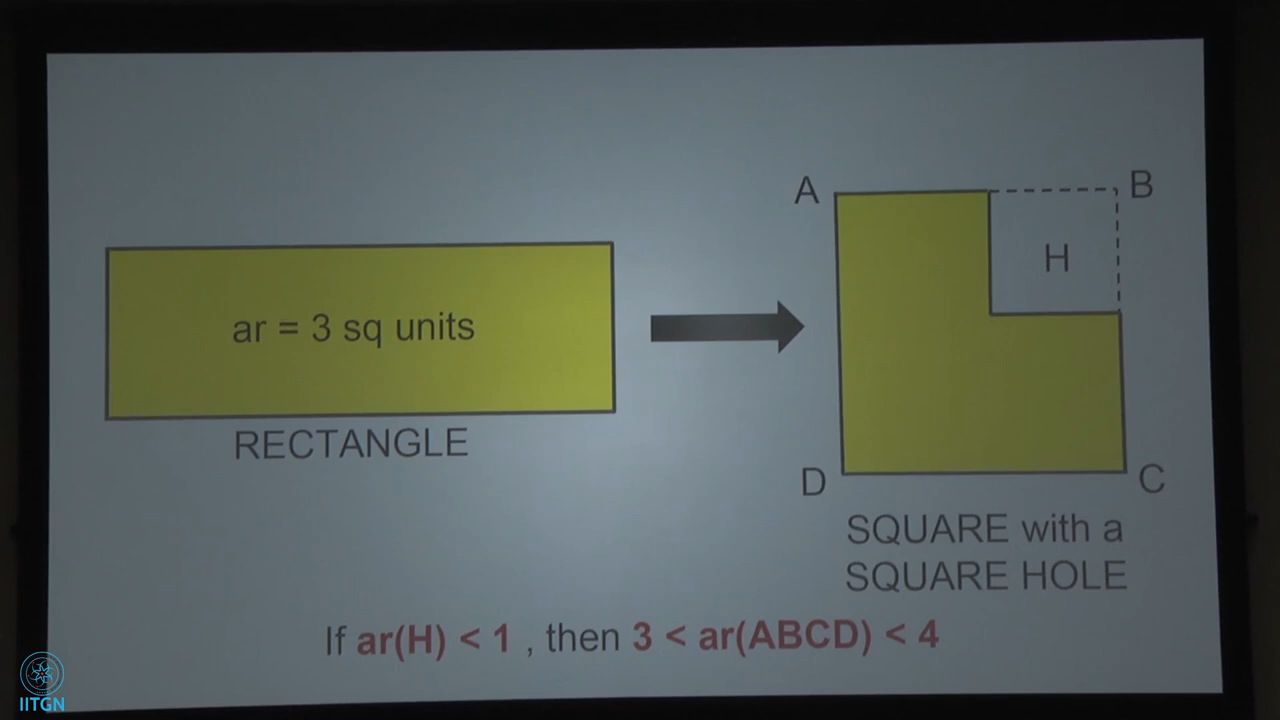 A
B
H
ar = 3 sq units
RECTANGLE
D
C
SQUARE with a
SQUARE HOLE
If ar(H) < 1 , then 3 < ar(ABCD) < 4
IITGN